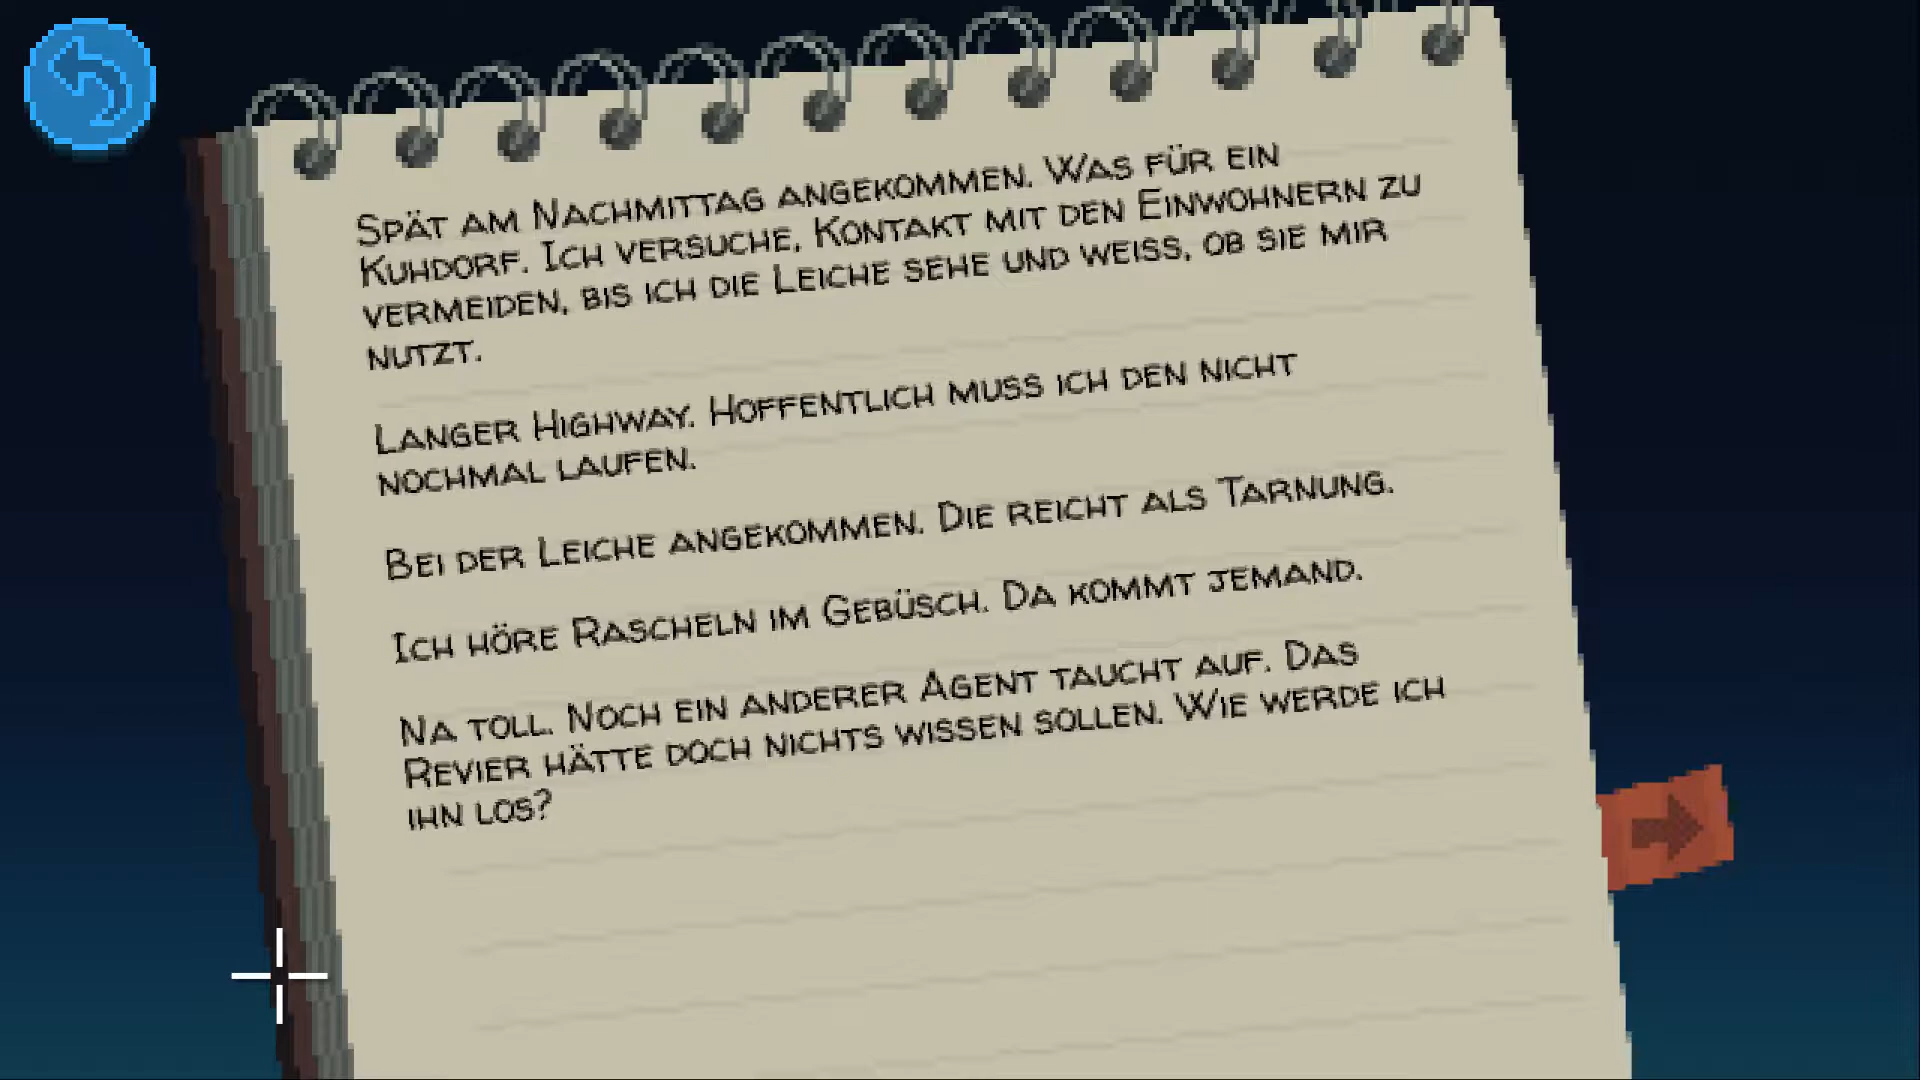 Spät am Nachmittag angekommen. Was für ein
Kuhdorf. Ich versuche, Kontakt mit den Einwohnern zu
vermeiden, bis ich die Leiche sehe und weiss, ob sie mir
nutzt.
Langer Highway. Hoffentlich muss ich den nicht
nochmal laufen.
Bei der Leiche angekommen. Die reicht als Tarnung.
Ich höre Rascheln im Gebüsch. Da kommt jemand.
Na toll. Noch ein anderer Agent taucht auf. Das
Revier hätte doch nichts wissen sollen. Wie werde ich
ihn los?